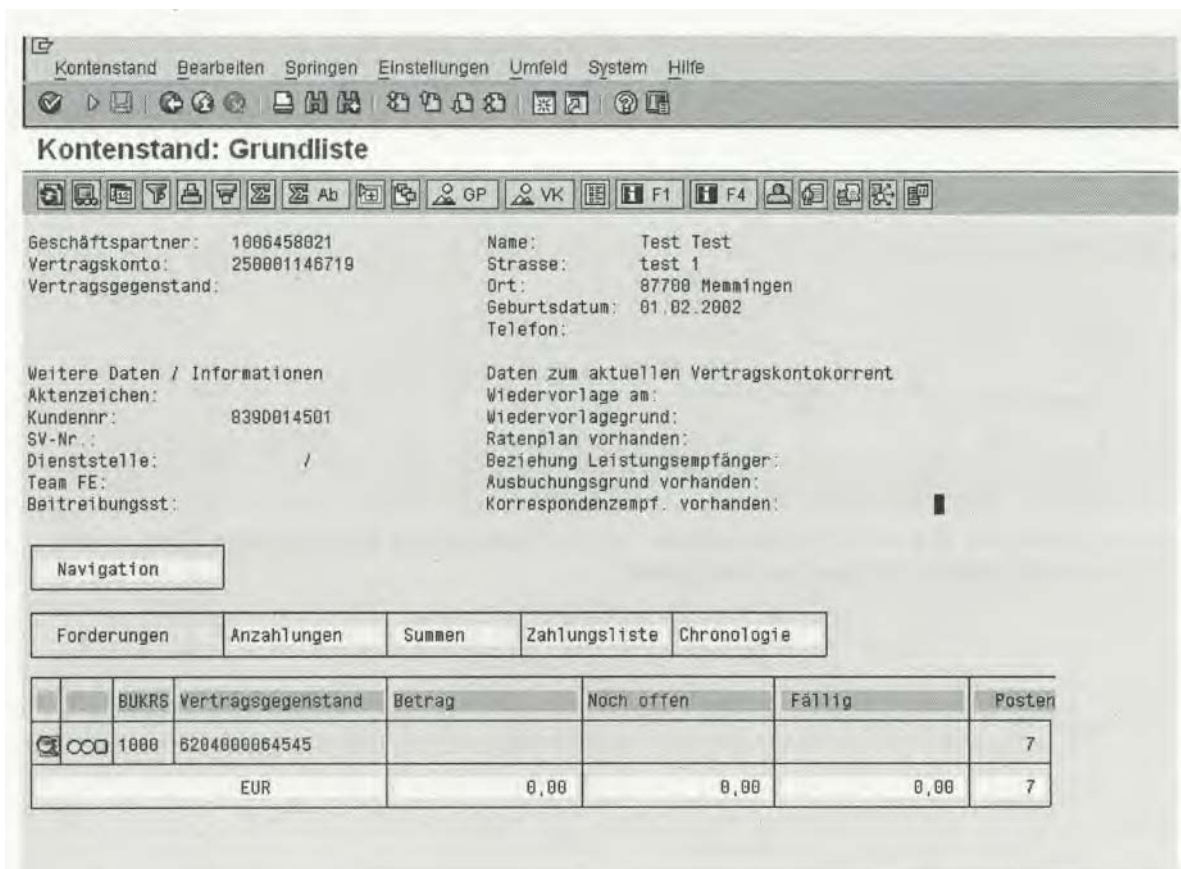 Kontenstand Bearbeiten Springen Einstellungen Umfeld System Hilfe
Kontenstand: Grundliste
Ab GP VK F1 F4
Geschäftspartner: 1006458021 Name: Test Test
Vertragskonto: 250001146719 Strasse: test 1
Vertragsgegenstand: Ort: 87700 Memmingen
Geburtsdatum: 01.02.2002
Telefon:
Weitere Daten / Informationen Daten zum aktuellen Vertragskontokorrent
Aktenzeichen: Wiedervorlage am:
Kundennr: 839D014501 Wiedervorlagegrund:
SV-Nr.: Ratenplan vorhanden:
Dienststelle: / Beziehung Leistungsempfänger:
Team FE: Ausbuchungsgrund vorhanden:
Beitreibungsst: Korrespondenzempf. vorhanden:
Navigation
Forderungen Anzahlungen Summen Zahlungsliste Chronologie
BUKRS Vertragsgegenstand Betrag Noch offen Fällig Posten
1000 6204000064545 7
EUR 0,00 0,00 0,00 7